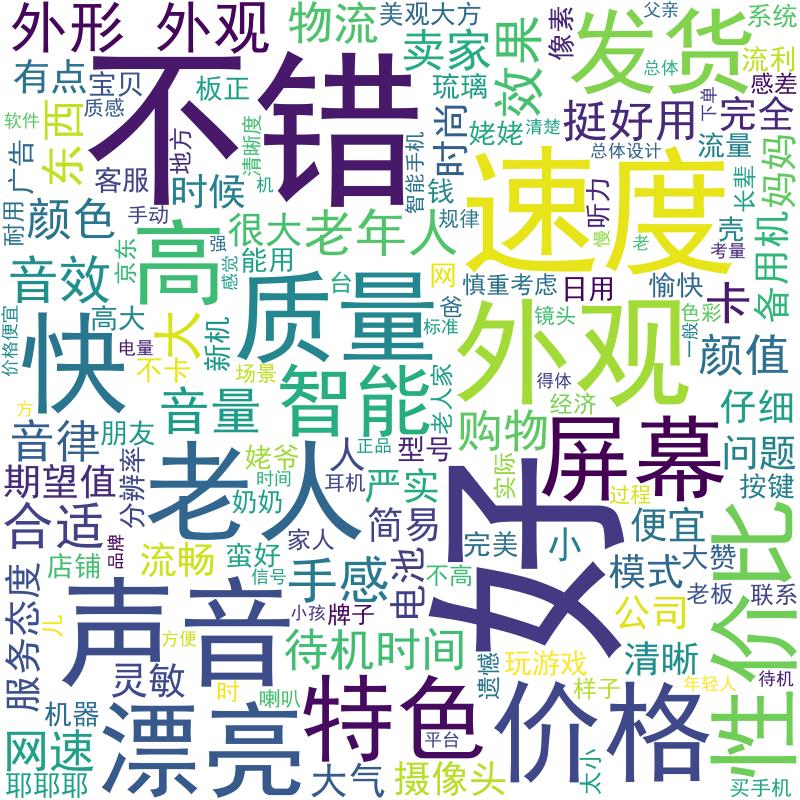 外形 外观
物流
美观大方
父亲
系统
有点
宝贝
板正
卖家
效果
像素
发货
流利
总体
感差
质感
软件
不错
琉璃
时尚
挺好用
完全
下单
东西
广告
地方
清晰度
智能手机
姥姥
清楚
总体设计
流量
长辈
妈妈
客服
时候
机
钱
听力
耐用
颜色
手动
高
很大
老年人
规律
速度
壳
备用机
考量
京东
强
感觉
能用
台
网
慎重考虑
日用
慢
老
愉快
卡
音效
价格便宜
高大
新机
质量
爸
标准
镜头
外观
一般
色彩
颜值
快
电量
大
不卡
场景
智能
老人家
得体
方
音量
经济
仔细
音律
朋友
姥爷
人
正品
型号
购物
屏幕
问题
期望值
分辨率
老人
时间
耳机
严实
实际
好
过程
按键
合适
品牌
奶奶
家人
简易
完美
小
便宜
性价比
店铺
流畅
蛮好
信号
手感
电池
不高
模式
大赞
老板
联系
服务态度
儿
声音
方便
小孩
牌子
公司
待机时间
遗憾
玩游戏
清晰
灵敏
时
喇叭
特色
样子
年轻人
待机
机器
漂亮
平台
价格
网速
耶耶耶
大气
摄像头
太小
买手机